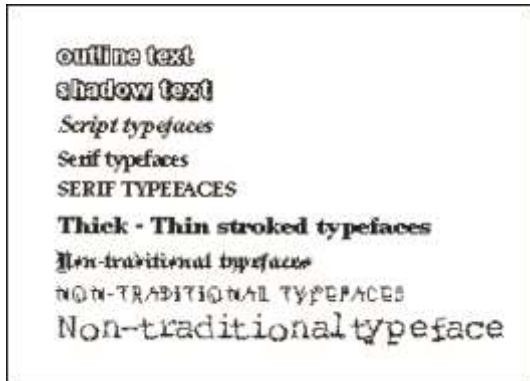 outline text
shadow text
Script typefaces
Serif typefaces
SERIF TYPEFACES
Thick - Thin stroked typefaces
Non-traditional typefaces
NON-TRADITIONAL TYPEFACES
Non-traditional typeface